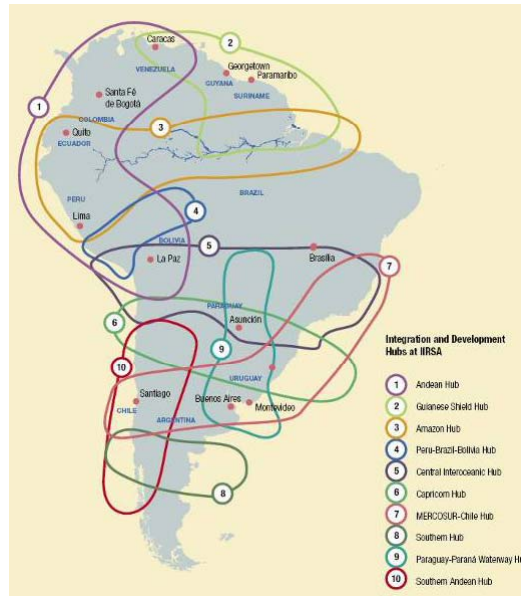 Caracas
2
VENEZUELA
Georgetown
GUYANA
Paramaribo
SURINAME
1
Santa Fé
de Bogotá
COLOMBIA
3
Quito
ECUADOR
PERU
Lima
4
BRAZIL
BOLIVIA
5
La Paz
Brasília
7
PARAGUAY
6
Asunción
9
10
URUGUAY
Santiago
Buenos Aires
Montevideo
CHILE
ARGENTINA
8
Integration and Development
Hubs at IIRSA
1 Andean Hub
2 Guianese Shield Hub
3 Amazon Hub
4 Peru-Brazil-Bolivia Hub
5 Central Interoceanic Hub
6 Capricorn Hub
7 MERCOSUR-Chile Hub
8 Southern Hub
9 Paraguay-Paraná Waterway Hu
10 Southern Andean Hub